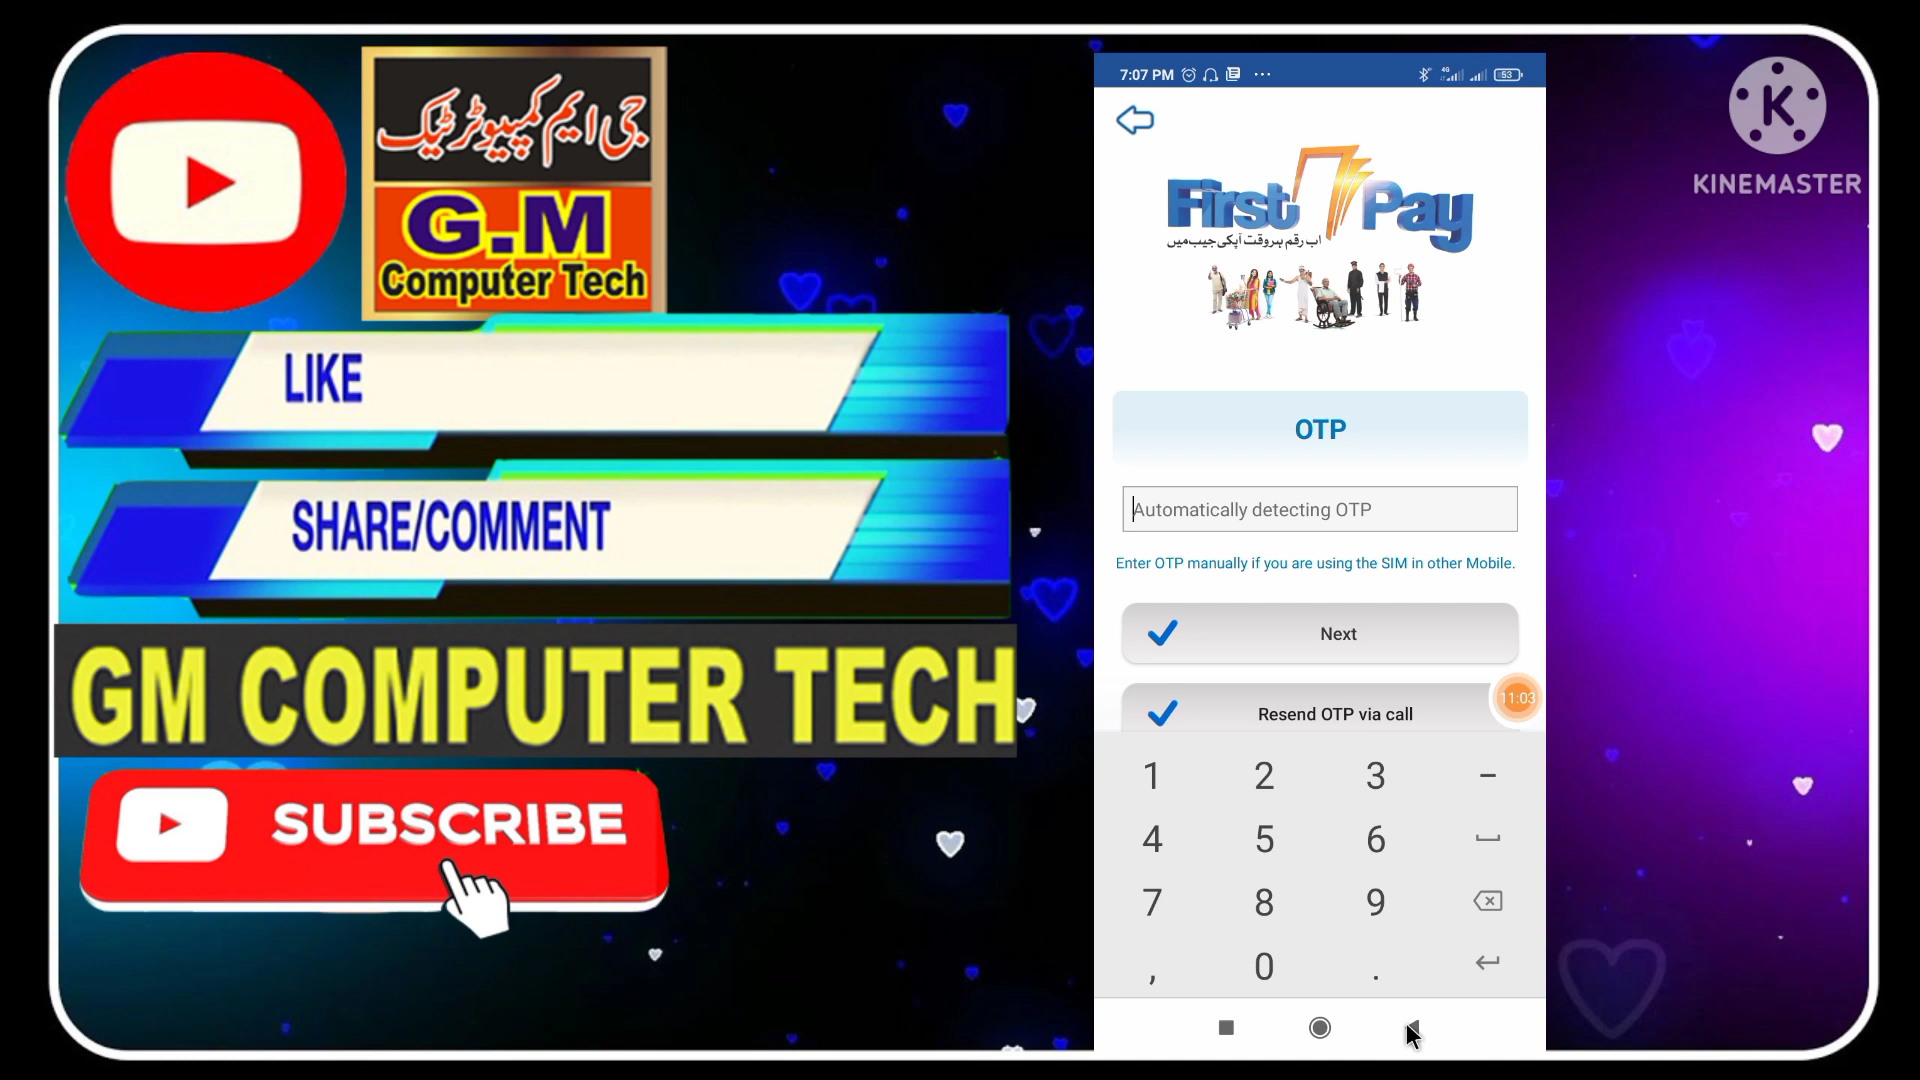 جی ایم کمپیوٹر ٹیک
G.M
Computer Tech
LIKE
SHARE/COMMENT
GM COMPUTER TECH
SUBSCRIBE
7:07 PM
4G
53
First Pay
اب رقم ہر وقت آپکی جیب میں
OTP
Automatically detecting OTP
Enter OTP manually if you are using the SIM in other Mobile.
Next
11:03
Resend OTP via call
1 2 3 -
4 5 6
7 8 9
, 0 .
K
KINEMASTER